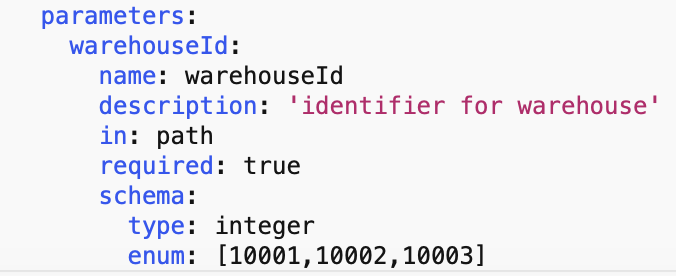 parameters:
warehouseId:
name: warehouseId
description: 'identifier for warehouse'
in: path
required: true
schema:
type: integer
enum: [10001,10002,10003]